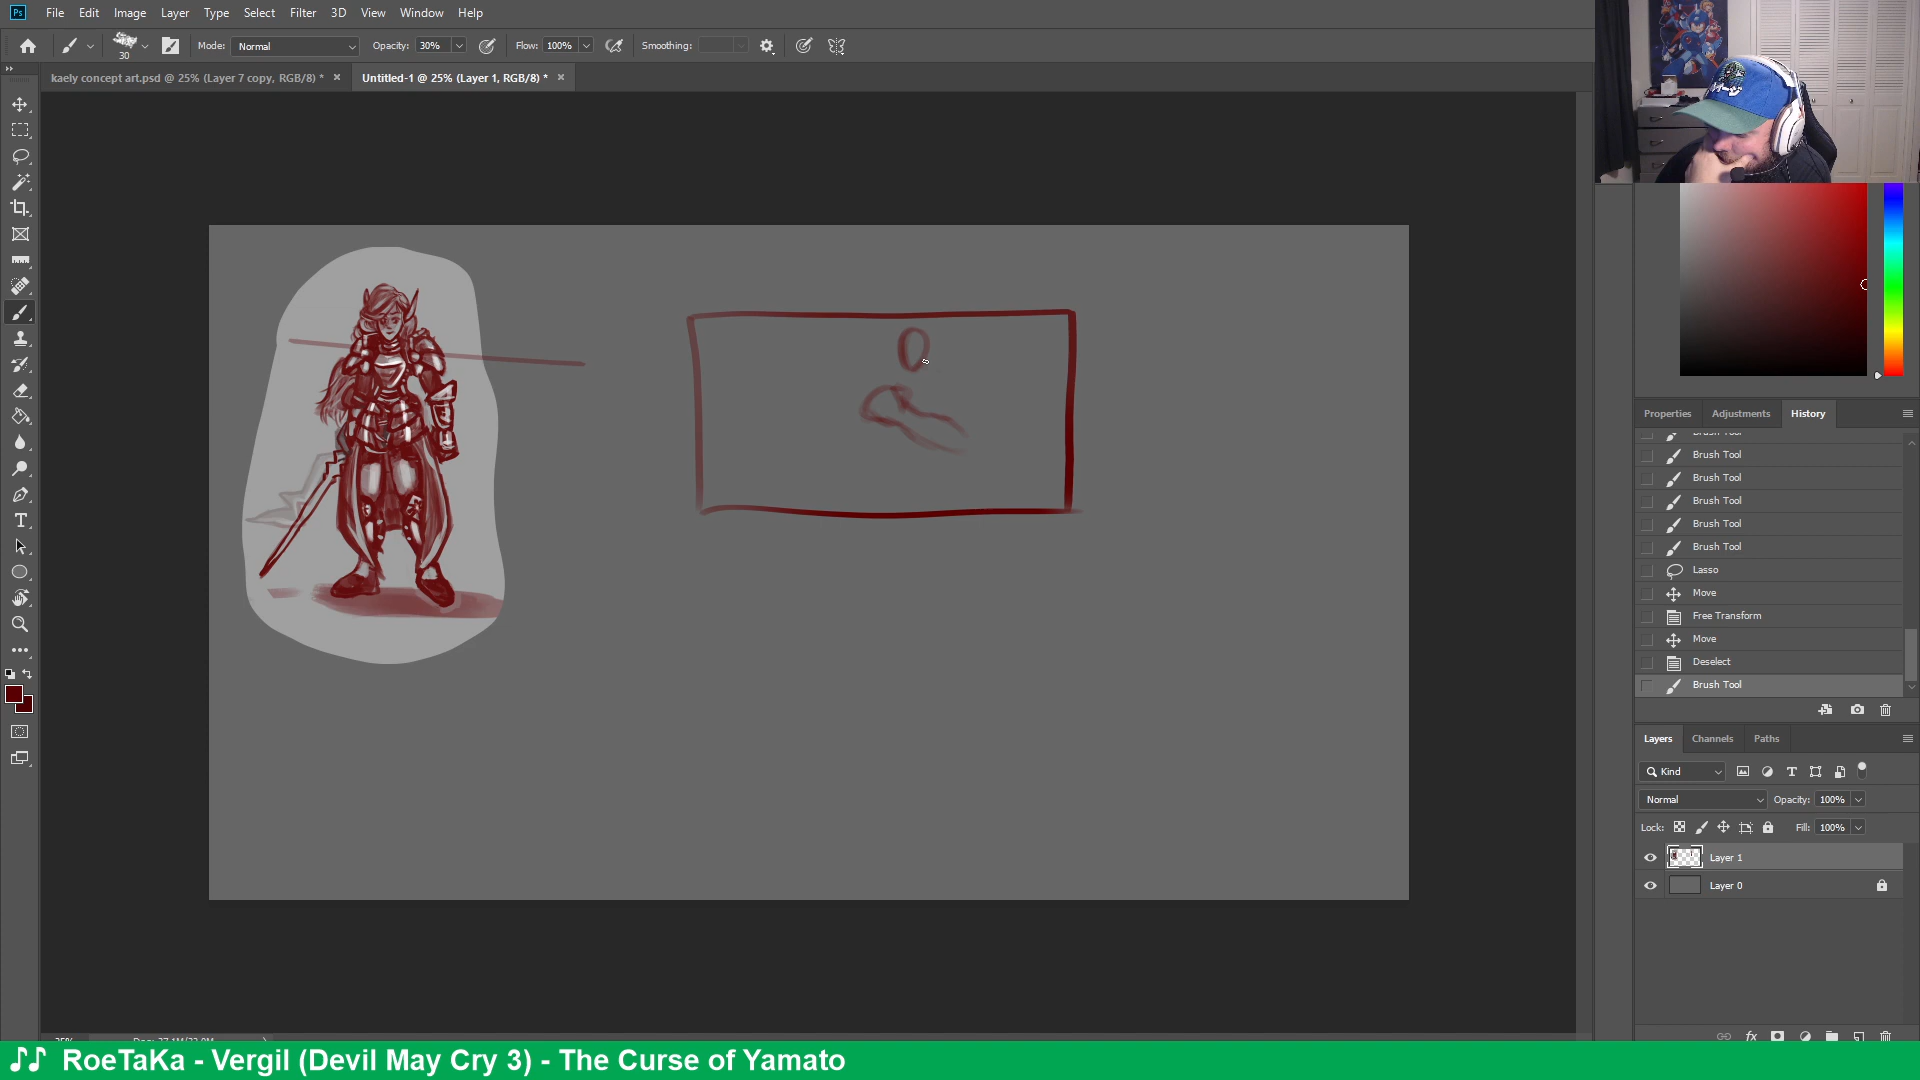 Ps File Edit Image Layer Type Select Filter 3D View Window Help
30 Mode: Normal Opacity: 30% Flow: 100% Smoothing:
kaely concept art.psd @ 25% (Layer 7 copy, RGB/8) * × Untitled-1 @ 25% (Layer 1, RGB/8) * ×
Properties Adjustments History
Brush Tool
Brush Tool
Brush Tool
Brush Tool
Brush Tool
Brush Tool
Lasso
Move
Free Transform
Move
Deselect
Brush Tool
Layers Channels Paths
Kind
Normal Opacity: 100%
Lock: Fill: 100%
Layer 1
Layer 0
RoeTaKa - Vergil (Devil May Cry 3) - The Curse of Yamato